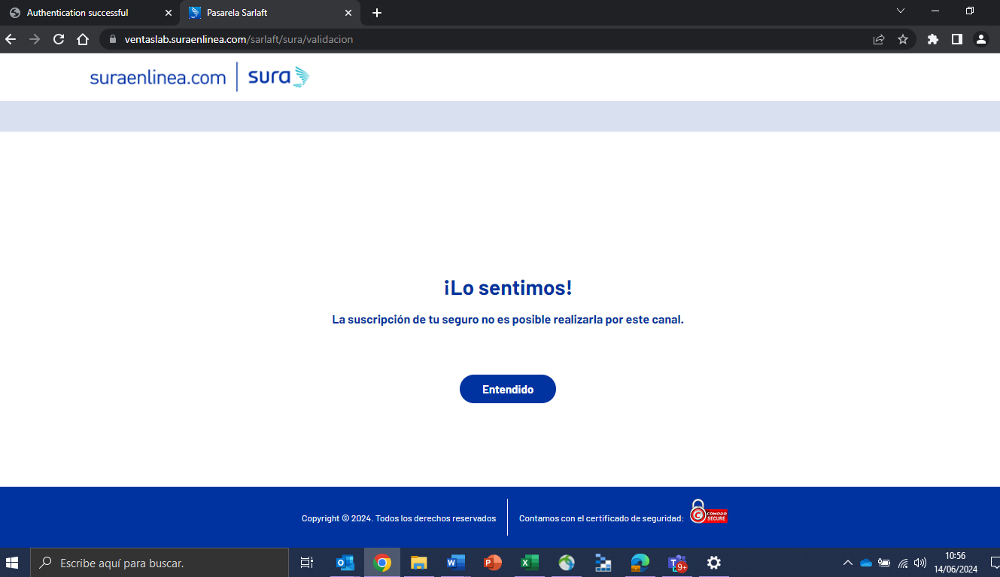 Authentication successful
Pasarela Sarlaft
ventaslab.suraenlinea.com/sarlaft/sura/validacion
suraenlinea.com
sura
¡Lo sentimos!
La suscripción de tu seguro no es posible realizarla por este canal.
Entendido
Copyright © 2024. Todos los derechos reservados
Contamos con el certificado de seguridad:
COMODO
SECURE
Escribe aquí para buscar.
9+
10:56
14/06/2024